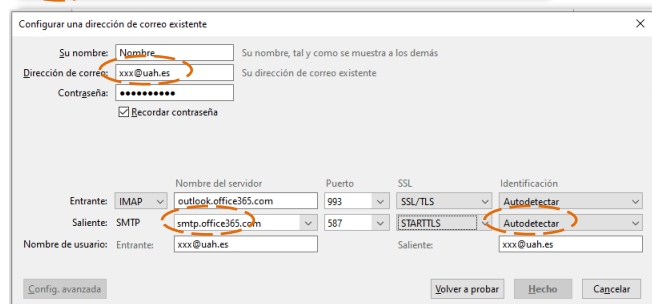 Configurar una dirección de correo existente
Su nombre: Nombre Su nombre, tal y como se muestra a los demás
Dirección de correo: xxx@uah.es Su dirección de correo existente
Contraseña: ●●●●●●●●●●
Recordar contraseña
Nombre del servidor Puerto SSL Identificación
Entrante: IMAP outlook.office365.com 993 SSL/TLS Autodetectar
Saliente: SMTP smtp.office365.com 587 STARTTLS Autodetectar
Nombre de usuario: Entrante: xxx@uah.es Saliente: xxx@uah.es
Config. avanzada Volver a probar Hecho Cancelar